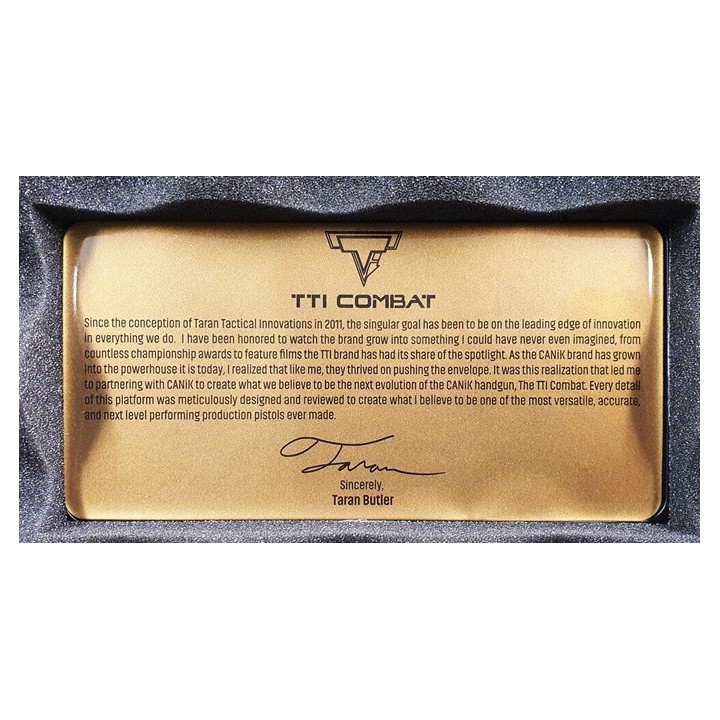 TTI COMBAT
Since the conception of Taran Tactical Innovations in 2011, the singular goal has been to be on the leading edge of innovation
in everything we do. I have been honored to watch the brand grow into something I could have never even imagined, from
countless championship awards to feature films the TTI brand has had its share of the spotlight. As the CANiK brand has grown
into the powerhouse it is today, I realized that like me, they thrived on pushing the envelope. It was this realization that led me
to partnering with CANiK to create what we believe to be the next evolution of the CANiK handgun, The TTI Combat. Every detail
of this platform was meticulously designed and reviewed to create what I believe to be one of the most versatile, accurate,
and next level performing production pistols ever made.
Taran
Sincerely,
Taran Butler